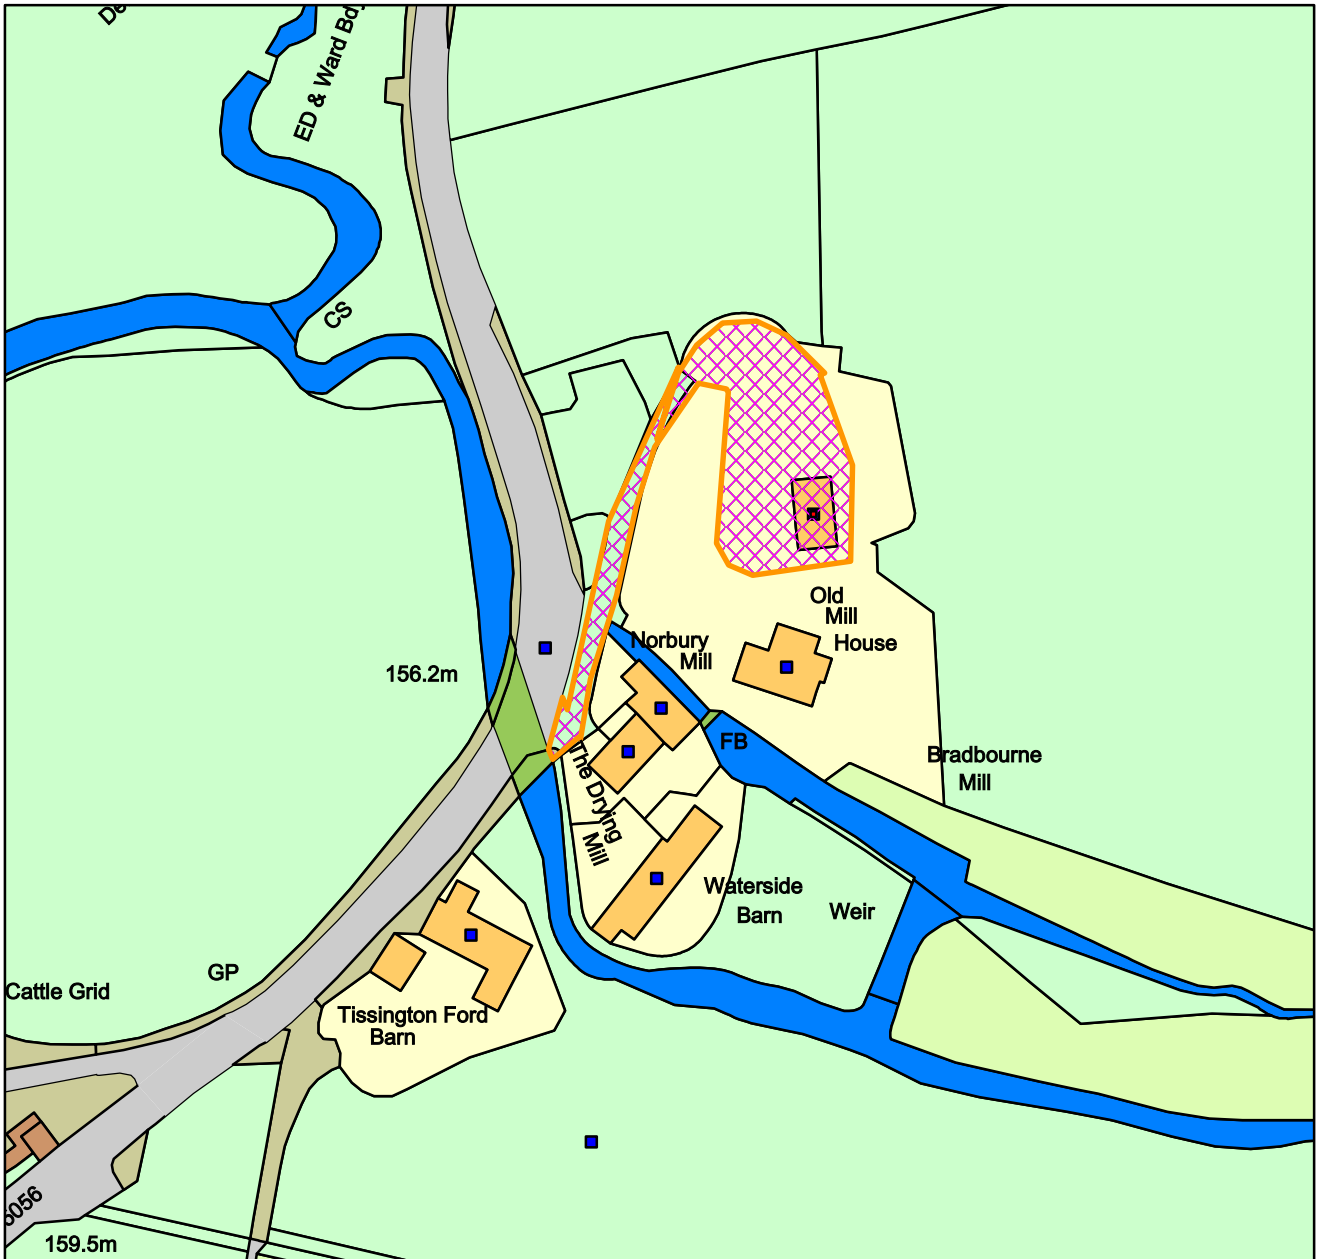 ED & Ward Bdy
CS
156.2m
Old
Mill
House
Norbury
Mill
FB
Bradbourne
Mill
The Drying
Mill
Waterside
Barn
Weir
GP
Cattle Grid
Tissington Ford
Barn
159.5m